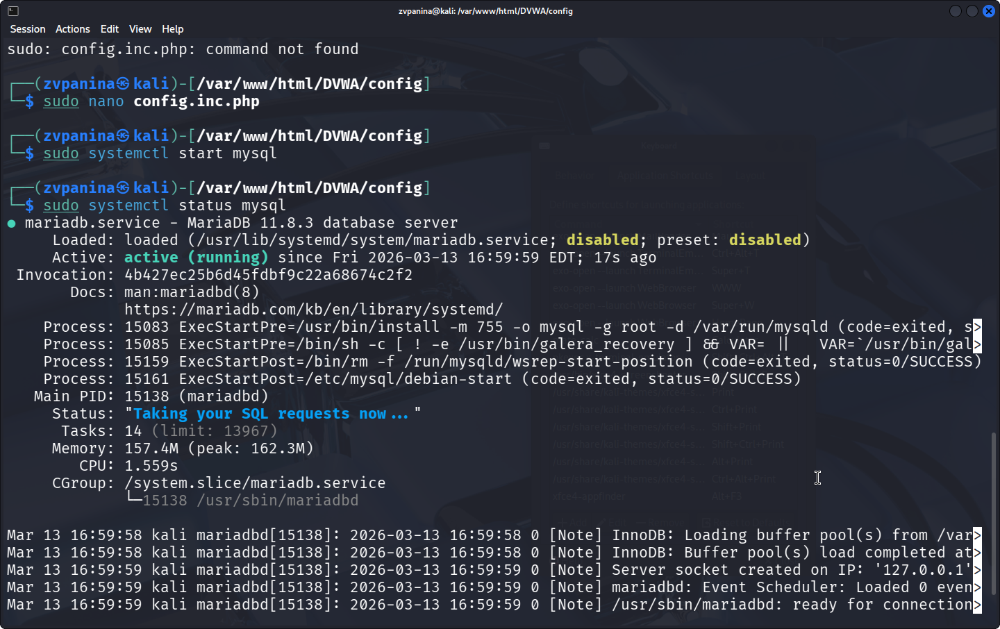 zvpanina@kali: /var/www/html/DVWA/config
Session Actions Edit View Help
sudo: config.inc.php: command not found
┌──(zvpanina㉿kali)-[/var/www/html/DVWA/config]
└─$ sudo nano config.inc.php
┌──(zvpanina㉿kali)-[/var/www/html/DVWA/config]
└─$ sudo systemctl start mysql
┌──(zvpanina㉿kali)-[/var/www/html/DVWA/config]
└─$ sudo systemctl status mysql
● mariadb.service - MariaDB 11.8.3 database server
Loaded: loaded (/usr/lib/systemd/system/mariadb.service; disabled; preset: disabled)
Active: active (running) since Fri 2026-03-13 16:59:59 EDT; 17s ago
Invocation: 4b427ec25b6d45fdbf9c22a68674c2f2
Docs: man:mariadbd(8)
https://mariadb.com/kb/en/library/systemd/
Process: 15083 ExecStartPre=/usr/bin/install -m 755 -o mysql -g root -d /var/run/mysqld (code=exited, s>
Process: 15085 ExecStartPre=/bin/sh -c [ ! -e /usr/bin/galera_recovery ] && VAR= || VAR=`/usr/bin/gal>
Process: 15159 ExecStartPost=/bin/rm -f /run/mysqld/wsrep-start-position (code=exited, status=0/SUCCESS)
Process: 15161 ExecStartPost=/etc/mysql/debian-start (code=exited, status=0/SUCCESS)
Main PID: 15138 (mariadbd)
Status: "Taking your SQL requests now..."
Tasks: 14 (limit: 13967)
Memory: 157.4M (peak: 162.3M)
CPU: 1.559s
CGroup: /system.slice/mariadb.service
└─15138 /usr/sbin/mariadbd
Mar 13 16:59:58 kali mariadbd[15138]: 2026-03-13 16:59:58 0 [Note] InnoDB: Loading buffer pool(s) from /var>
Mar 13 16:59:58 kali mariadbd[15138]: 2026-03-13 16:59:58 0 [Note] InnoDB: Buffer pool(s) load completed at>
Mar 13 16:59:59 kali mariadbd[15138]: 2026-03-13 16:59:59 0 [Note] Server socket created on IP: '127.0.0.1'>
Mar 13 16:59:59 kali mariadbd[15138]: 2026-03-13 16:59:59 0 [Note] mariadbd: Event Scheduler: Loaded 0 even>
Mar 13 16:59:59 kali mariadbd[15138]: 2026-03-13 16:59:59 0 [Note] /usr/sbin/mariadbd: ready for connection>